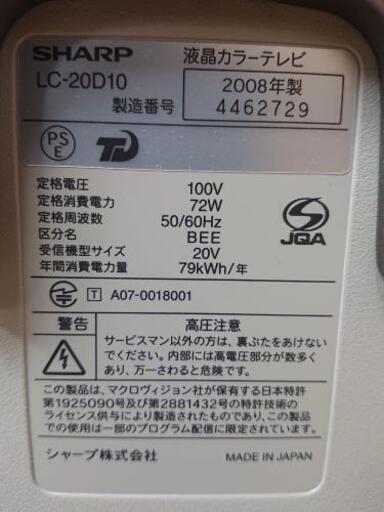 SHARP 液晶カラーテレビ
LC-20D10 2008年製
製造番号 4462729
PS
E
定格電圧 100V
定格消費電力 72W
定格周波数 50/60Hz
区分名 BEE
受信機型サイズ 20V
年間消費電力量 79kWh/年
JQA
T A07-0018001
警告 高圧注意
サービスマン以外の方は、裏ぶたをあけない
でください。内部には高電圧部分が数多く
あり、万一さわると危険です。
この製品は、マクロヴィジョン社が保有する日本特許
第1925090号及び第2881432号の特許技術の
ライセンス供与により製造されたものであり、この製品
での使用は一部のプログラム配信に限定されています。
シャープ株式会社 MADE IN JAPAN